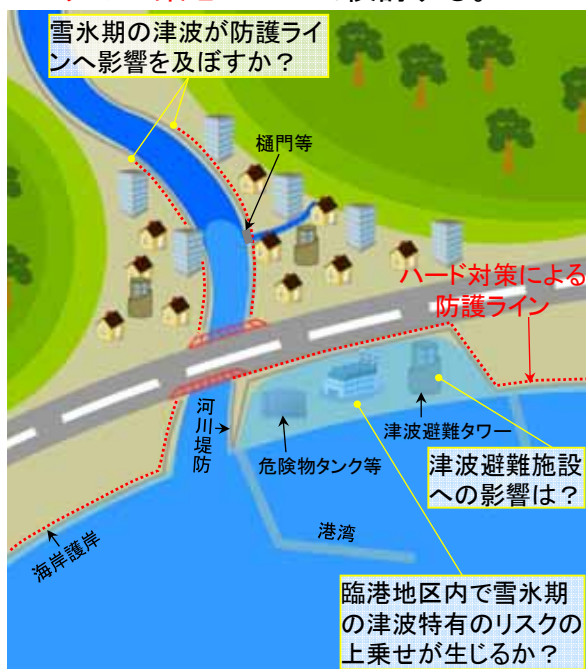 雪氷期の津波が防護ライ
ンへ影響を及ぼすか？
樋門等
ハード対策による
防護ライン
河川堤防
津波避難タワー
危険物タンク等
津波避難施設
への影響は？
港湾
海岸護岸
臨港地区内で雪氷期
の津波特有のリスクの
上乗せが生じるか？